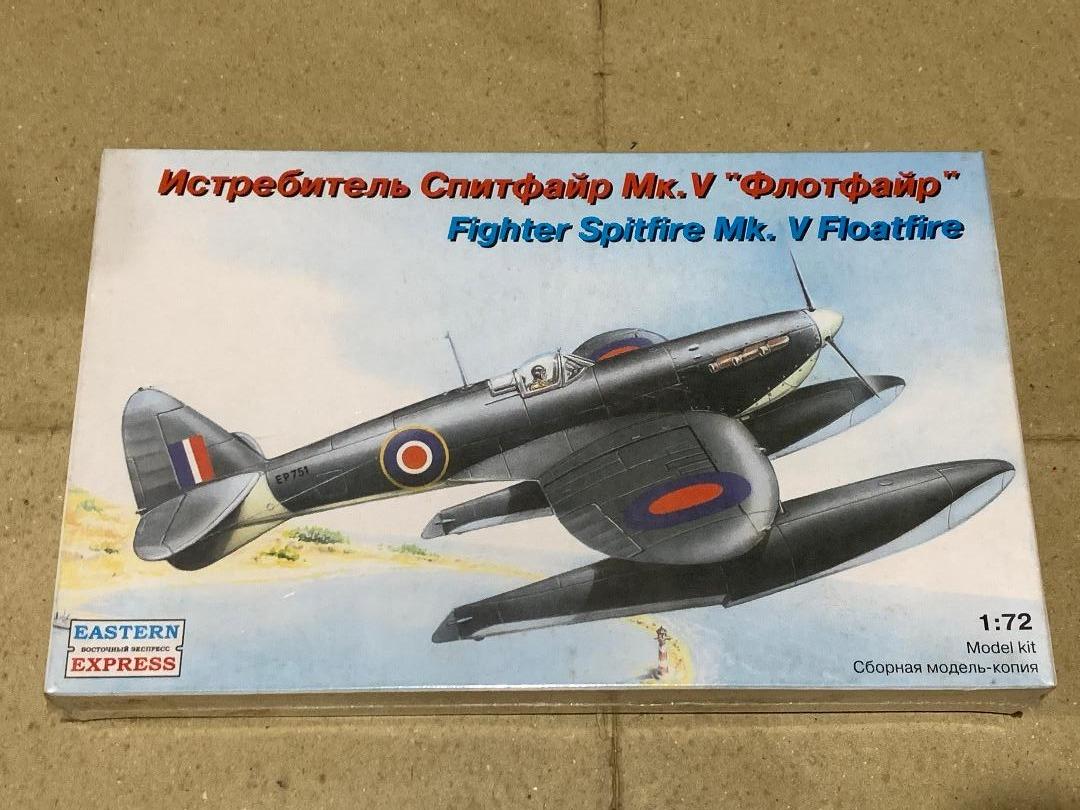 Истребитель Спитфайр Мк.V "Флотфайр"
Fighter Spitfire Mk. V Floatfire
EP751
EASTERN
ВОСТОЧНЫЙ ЭКСПРЕСС
EXPRESS
1:72
Model kit
Сборная модель-копия